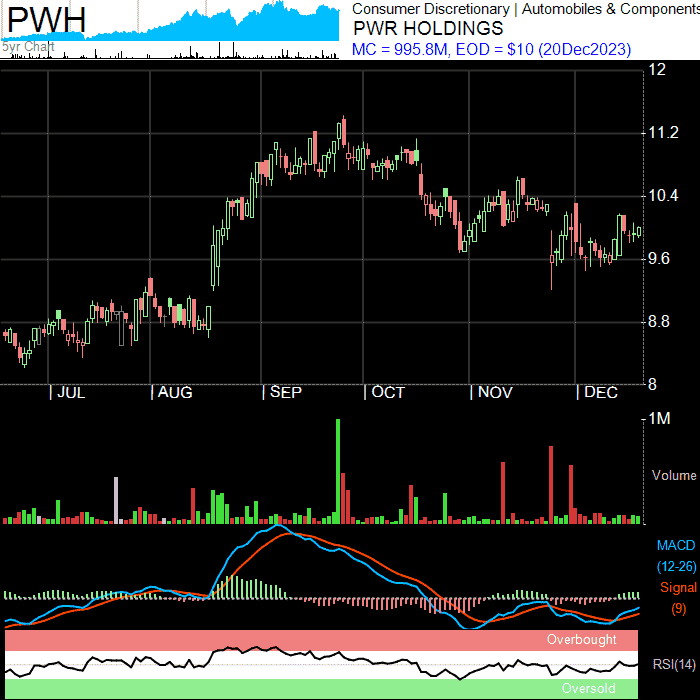 PWH
5yr Chart
Consumer Discretionary | Automobiles & Components
PWR HOLDINGS
MC = 995.8M, EOD = $10 (20Dec2023)
12
11.2
10.4
9.6
8.8
8
| JUL | AUG | SEP | OCT | NOV | DEC
1M
Volume
MACD
(12-26)
Signal
(9)
Overbought
RSI(14)
Oversold